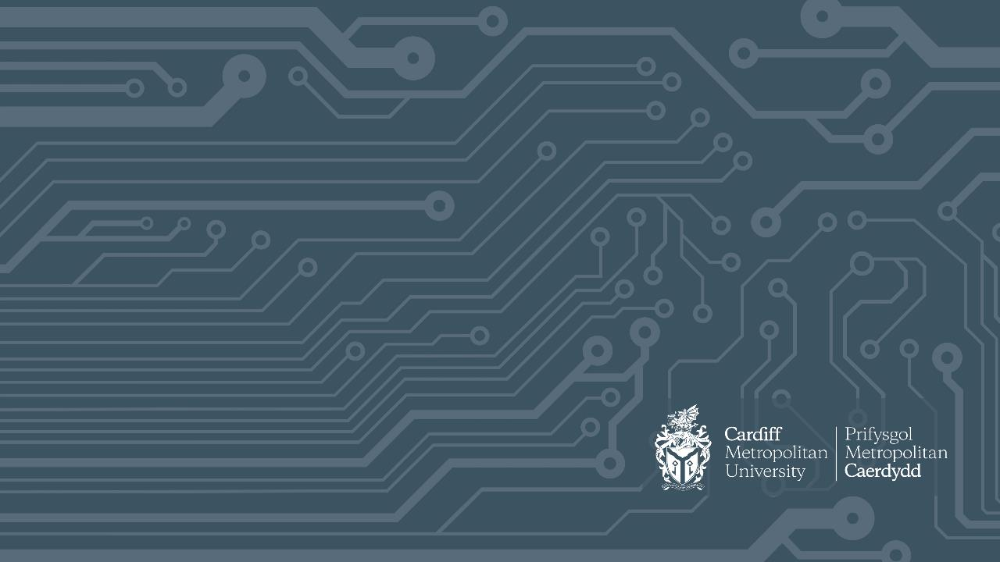 Cardiff
Metropolitan
University
Prifysgol
Metropolitan
Caerdydd